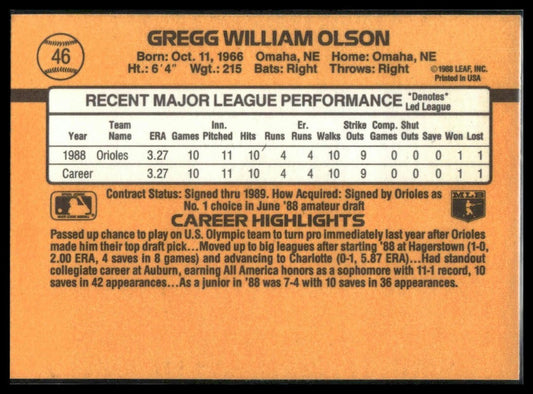 46
GREGG WILLIAM OLSON
Born: Oct. 11, 1966 Omaha, NE Home: Omaha, NE
Ht.: 6'4" Wgt.: 215 Bats: Right Throws: Right
©1988 LEAF, INC.
Printed in USA
RECENT MAJOR LEAGUE PERFORMANCE *Denotes* Led League
Year Team Name ERA Games Inn. Pitched Hits Runs Er. Runs Walks Strike Outs Comp. Games Shut Outs Save Won Lost
1988 Orioles 3.27 10 11 10 4 4 10 9 0 0 0 1 1
Career 3.27 10 11 10 4 4 10 9 0 0 0 1 1
Contract Status: Signed thru 1989. How Acquired: Signed by Orioles as
No. 1 choice in June '88 amateur draft
MLB
CAREER HIGHLIGHTS
Passed up chance to play on U.S. Olympic team to turn pro immediately last year after Orioles
made him their top draft pick...Moved up to big leagues after starting '88 at Hagerstown (1-0,
2.00 ERA, 4 saves in 8 games) and advancing to Charlotte (0-1, 5.87 ERA)...Had standout
collegiate career at Auburn, earning All America honors as a sophomore with 11-1 record, 10
saves in 42 appearances...As a junior in '88 was 7-4 with 10 saves in 36 appearances.